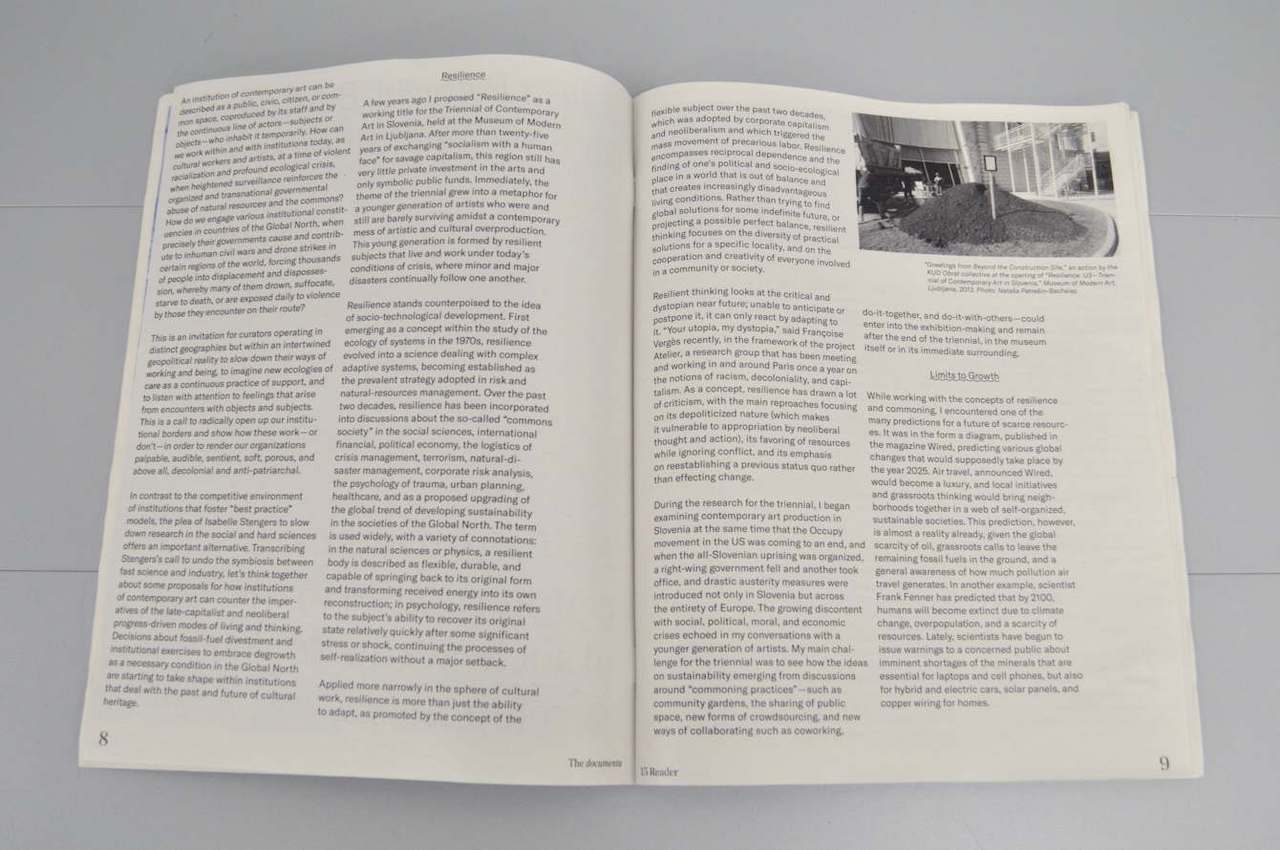 An institution of contemporary art can be
described as a public, civic, citizen, or com-
mon space, coproduced by its staff and by
the continuous line of actors—subjects or
objects—who inhabit it temporarily. How can
we work within and with institutions today, as
cultural workers and artists, at a time of violent
racialization and profound ecological crisis,
when heightened surveillance reinforces the
organized and transnational governmental
abuse of natural resources and the commons?
How do we engage various institutional constit-
uencies in countries of the Global North, when
precisely their governments cause and contrib-
ute to inhuman civil wars and drone strikes in
certain regions of the world, forcing thousands
of people into displacement and disposses-
sion, whereby many of them drown, suffocate,
starve to death, or are exposed daily to violence
by those they encounter on their route?
This is an invitation for curators operating in
distinct geographies but within an intertwined
geopolitical reality to slow down their ways of
working and being, to imagine new ecologies of
care as a continuous practice of support, and
to listen with attention to feelings that arise
from encounters with objects and subjects.
This is a call to radically open up our institu-
tional borders and show how these work—or
don't—in order to render our organizations
palpable, audible, sentient, soft, porous, and
above all, decolonial and anti-patriarchal.
In contrast to the competitive environment
of institutions that foster "best practice"
models, the plea of Isabelle Stengers to slow
down research in the social and hard sciences
offers an important alternative. Transcribing
Stengers's call to undo the symbiosis between
fast science and industry, let's think together
about some proposals for how institutions
of contemporary art can counter the imper-
atives of the late-capitalist and neoliberal
progress-driven modes of living and thinking.
Decisions about fossil-fuel divestment and
institutional exercises to embrace degrowth
as a necessary condition in the Global North
are starting to take shape within institutions
that deal with the past and future of cultural
heritage.
Resilience
A few years ago I proposed "Resilience" as a
working title for the Triennial of Contemporary
Art in Slovenia, held at the Museum of Modern
Art in Ljubljana. After more than twenty-five
years of exchanging "socialism with a human
face" for savage capitalism, this region still has
very little private investment in the arts and
only symbolic public funds. Immediately, the
theme of the triennial grew into a metaphor for
a younger generation of artists who were and
still are barely surviving amidst a contemporary
mess of artistic and cultural overproduction.
This young generation is formed by resilient
subjects that live and work under today's
conditions of crisis, where minor and major
disasters continually follow one another.
Resilience stands counterpoised to the idea
of socio-technological development. First
emerging as a concept within the study of the
ecology of systems in the 1970s, resilience
evolved into a science dealing with complex
adaptive systems, becoming established as
the prevalent strategy adopted in risk and
natural-resources management. Over the past
two decades, resilience has been incorporated
into discussions about the so-called "commons
society" in the social sciences, international
financial, political economy, the logistics of
crisis management, terrorism, natural-di-
saster management, corporate risk analysis,
the psychology of trauma, urban planning,
healthcare, and as a proposed upgrading of
the global trend of developing sustainability
in the societies of the Global North. The term
is used widely, with a variety of connotations:
in the natural sciences or physics, a resilient
body is described as flexible, durable, and
capable of springing back to its original form
and transforming received energy into its own
reconstruction; in psychology, resilience refers
to the subject's ability to recover its original
state relatively quickly after some significant
stress or shock, continuing the processes of
self-realization without a major setback.
Applied more narrowly in the sphere of cultural
work, resilience is more than just the ability
to adapt, as promoted by the concept of the
8
The documenta
flexible subject over the past two decades,
which was adopted by corporate capitalism
and neoliberalism and which triggered the
mass movement of precarious labor. Resilience
encompasses reciprocal dependence and the
finding of one's political and socio-ecological
place in a world that is out of balance and
that creates increasingly disadvantageous
living conditions. Rather than trying to find
global solutions for some indefinite future, or
projecting a possible perfect balance, resilient
thinking focuses on the diversity of practical
solutions for a specific locality, and on the
cooperation and creativity of everyone involved
in a community or society.
Resilient thinking looks at the critical and
dystopian near future; unable to anticipate or
postpone it, it can only react by adapting to
it. "Your utopia, my dystopia," said Françoise
Vergès recently, in the framework of the project
Atelier, a research group that has been meeting
and working in and around Paris once a year on
the notions of racism, decoloniality, and capi-
talism. As a concept, resilience has drawn a lot
of criticism, with the main reproaches focusing
on its depoliticized nature (which makes
it vulnerable to appropriation by neoliberal
thought and action), its favoring of resources
while ignoring conflict, and its emphasis
on reestablishing a previous status quo rather
than effecting change.
During the research for the triennial, I began
examining contemporary art production in
Slovenia at the same time that the Occupy
movement in the US was coming to an end, and
when the all-Slovenian uprising was organized,
a right-wing government fell and another took
office, and drastic austerity measures were
introduced not only in Slovenia but across
the entirety of Europe. The growing discontent
with social, political, moral, and economic
crises echoed in my conversations with a
younger generation of artists. My main chal-
lenge for the triennial was to see how the ideas
on sustainability emerging from discussions
around "commoning practices"—such as
community gardens, the sharing of public
space, new forms of crowdsourcing, and new
ways of collaborating such as coworking,
"Greetings from Beyond the Construction Site," an action by the
KUD Obrat collective at the opening of "Resilience. U3—Trien-
nial of Contemporary Art in Slovenia," Museum of Modern Art,
Ljubljana, 2013. Photo: Nataša Petrešin-Bachelez
do-it-together, and do-it-with-others—could
enter into the exhibition-making and remain
after the end of the triennial, in the museum
itself or in its immediate surrounding.
Limits to Growth
While working with the concepts of resilience
and commoning, I encountered one of the
many predictions for a future of scarce resourc-
es. It was in the form a diagram, published in
the magazine Wired, predicting various global
changes that would supposedly take place by
the year 2025. Air travel, announced Wired,
would become a luxury, and local initiatives
and grassroots thinking would bring neigh-
borhoods together in a web of self-organized,
sustainable societies. This prediction, however,
is almost a reality already, given the global
scarcity of oil, grassroots calls to leave the
remaining fossil fuels in the ground, and a
general awareness of how much pollution air
travel generates. In another example, scientist
Frank Fenner has predicted that by 2100,
humans will become extinct due to climate
change, overpopulation, and a scarcity of
resources. Lately, scientists have begun to
issue warnings to a concerned public about
imminent shortages of the minerals that are
essential for laptops and cell phones, but also
for hybrid and electric cars, solar panels, and
copper wiring for homes.
15 Reader
9